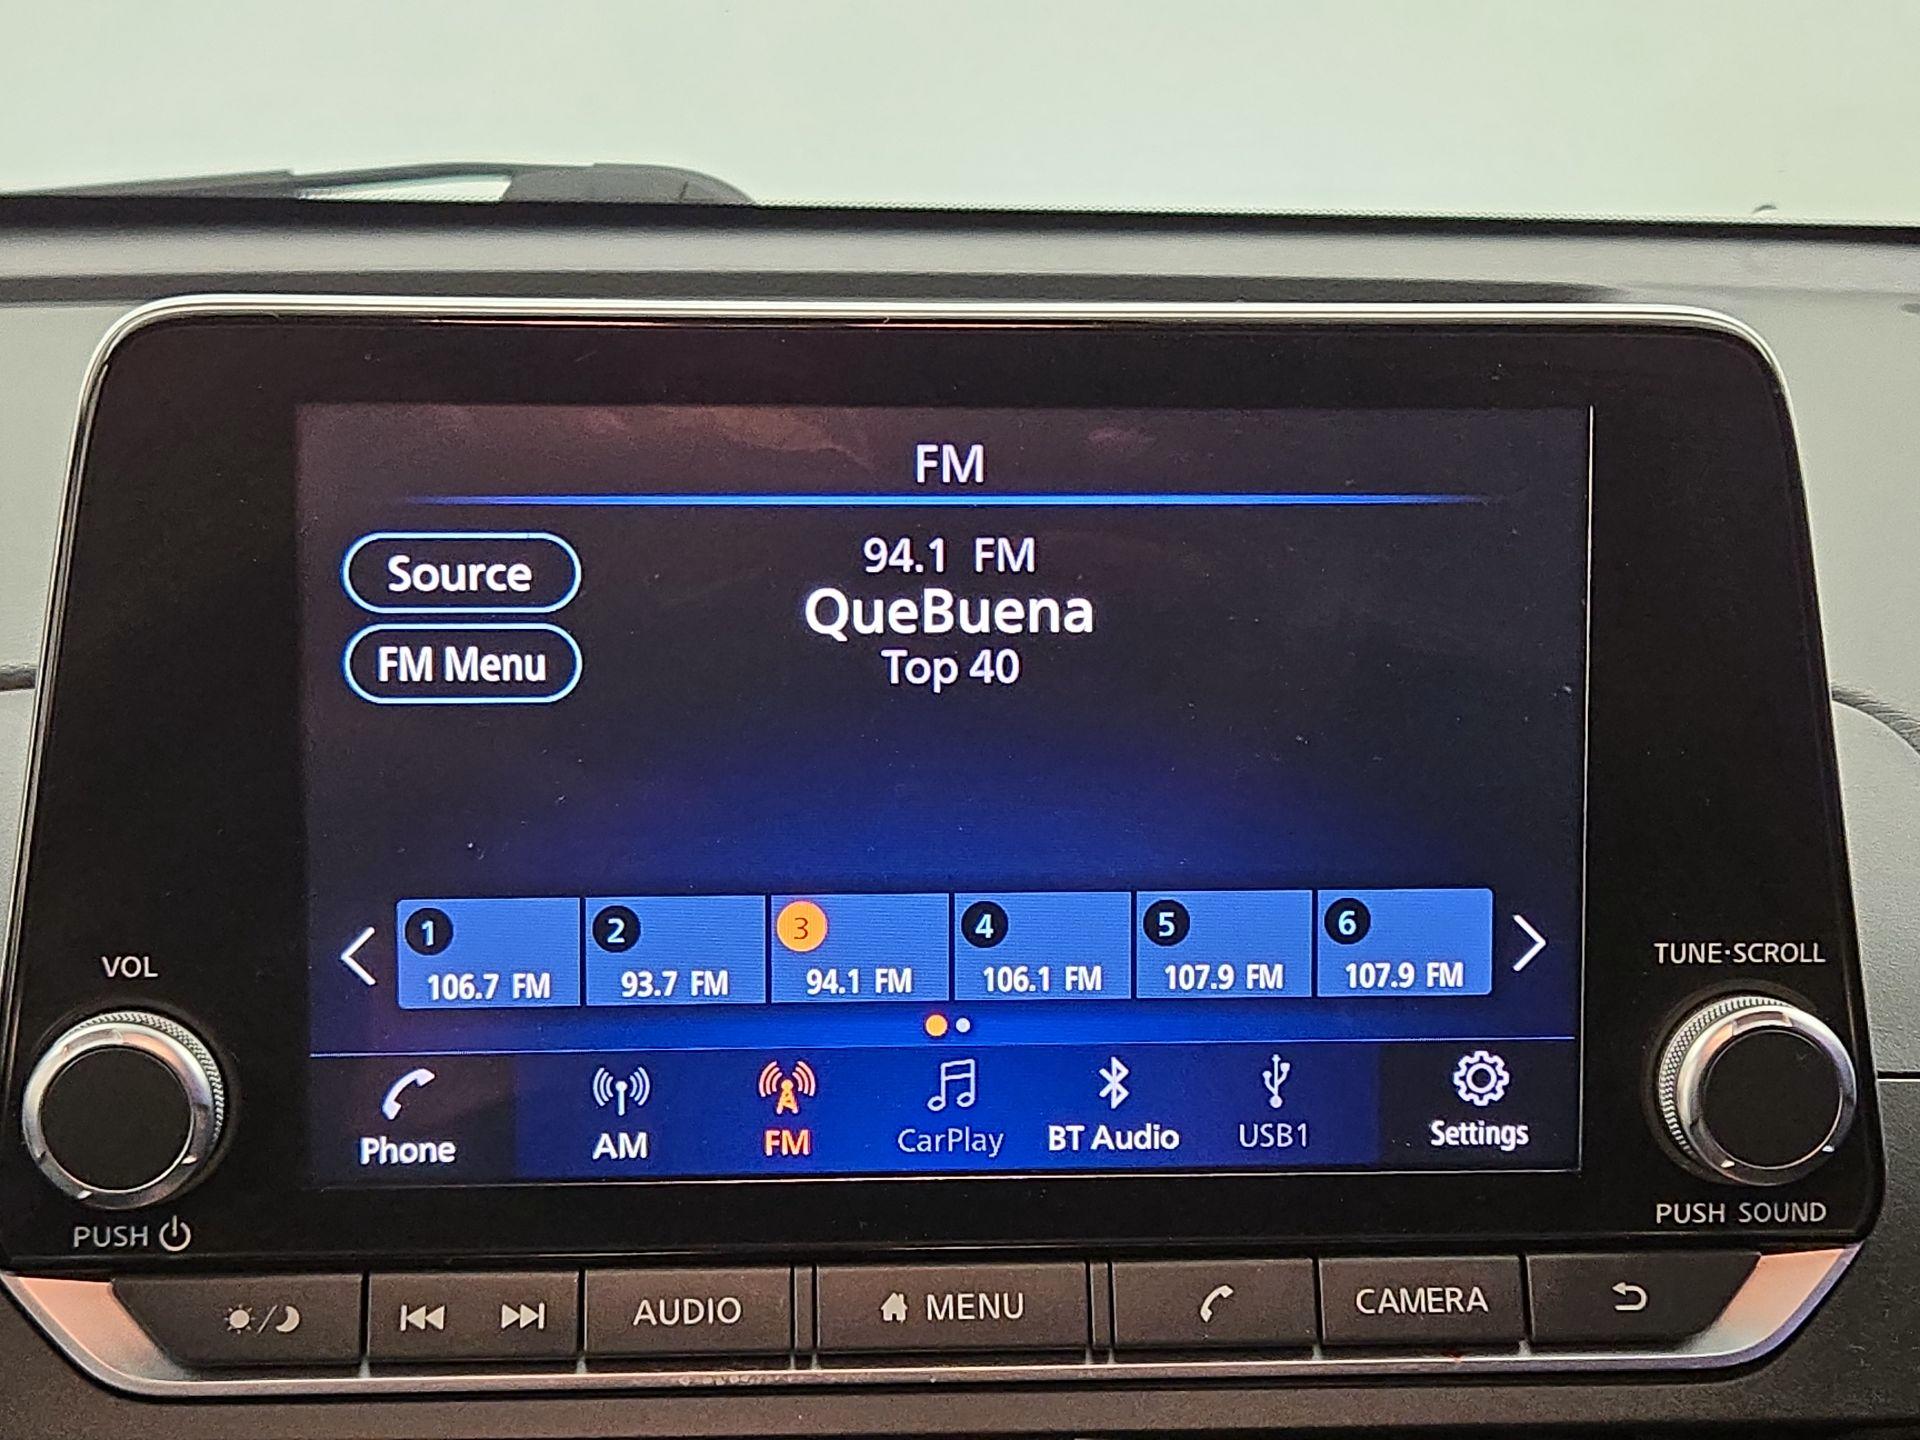 FM
Source
FM Menu
94.1 FM
QueBuena
Top 40
1 2 3 4 5 6
106.7 FM 93.7 FM 94.1 FM 106.1 FM 107.9 FM 107.9 FM
VOL
TUNE·SCROLL
Phone AM FM CarPlay BT Audio USB1 Settings
PUSH
PUSH SOUND
AUDIO MENU CAMERA